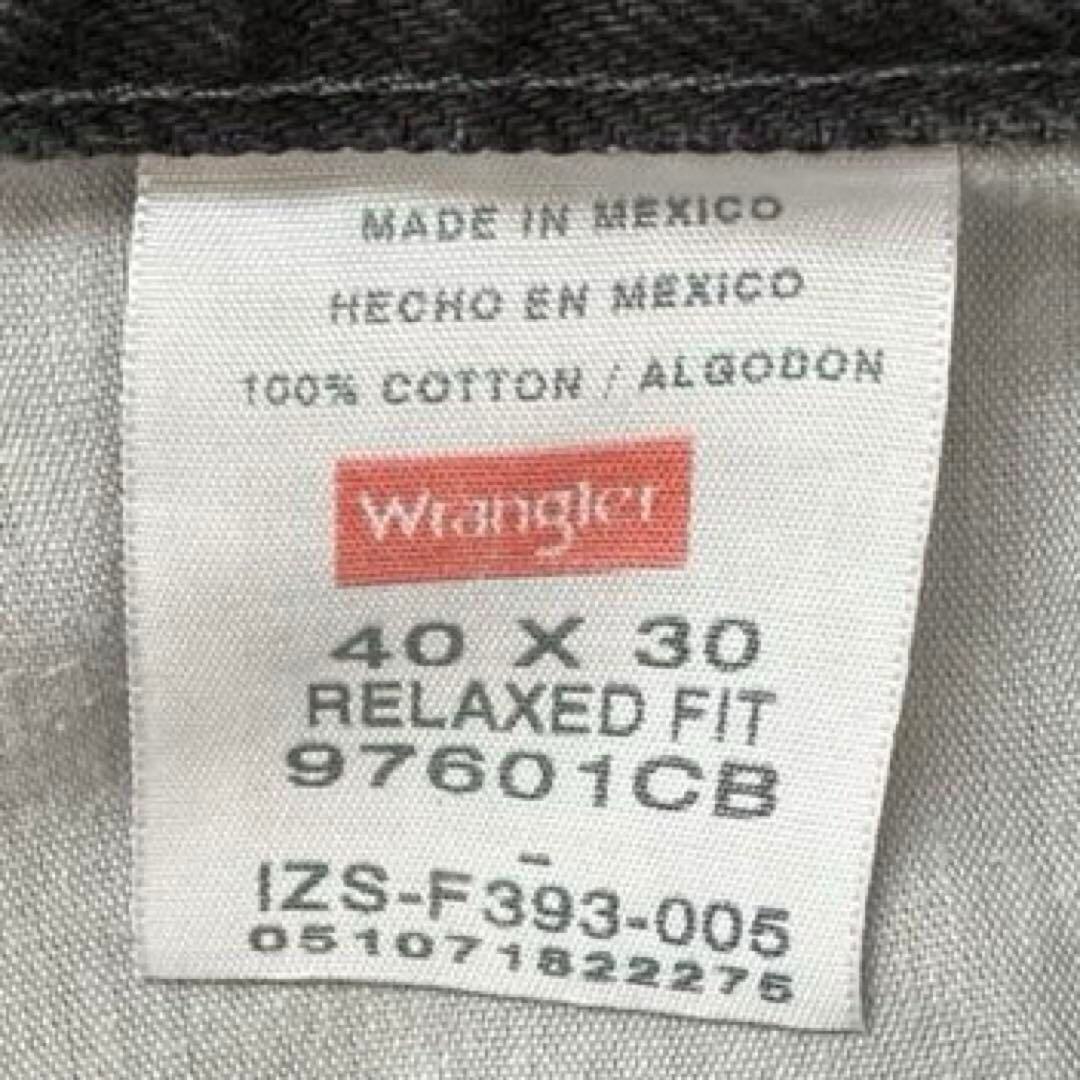 MADE IN MEXICO
HECHO EN MEXICO
100% COTTON / ALGODON
Wrangler
40 X 30
RELAXED FIT
97601CB
-
IZS-F393-005
051071822275